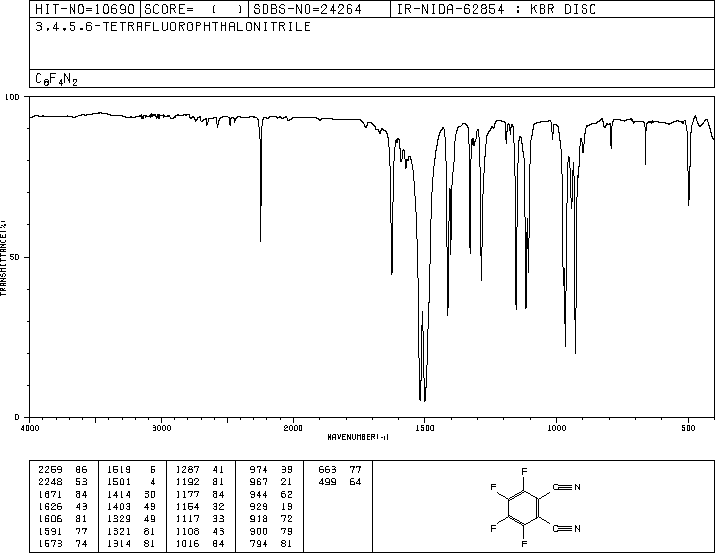 HIT-NO=10690 SCORE= ( ) SDBS-NO=24264 IR-NIDA-62854 : KBR DISC
3,4,5,6-TETRAFLUOROPHTHALONITRILE
C8F4N2
100
TRANSMITTANCE(%)
50
0
4000 3000 2000 1500 1000 500
WAVENUMBER(-1)
2269 86 1519 5 1287 41 974 39 663 77
2248 53 1501 4 1192 81 967 21 499 64
1671 84 1414 30 1177 84 944 62
1626 43 1403 49 1154 32 929 19
1606 81 1329 49 1117 33 918 72
1591 77 1321 81 1108 43 900 79
1573 74 1314 81 1016 84 794 81
F
F C≡N
F C≡N
F